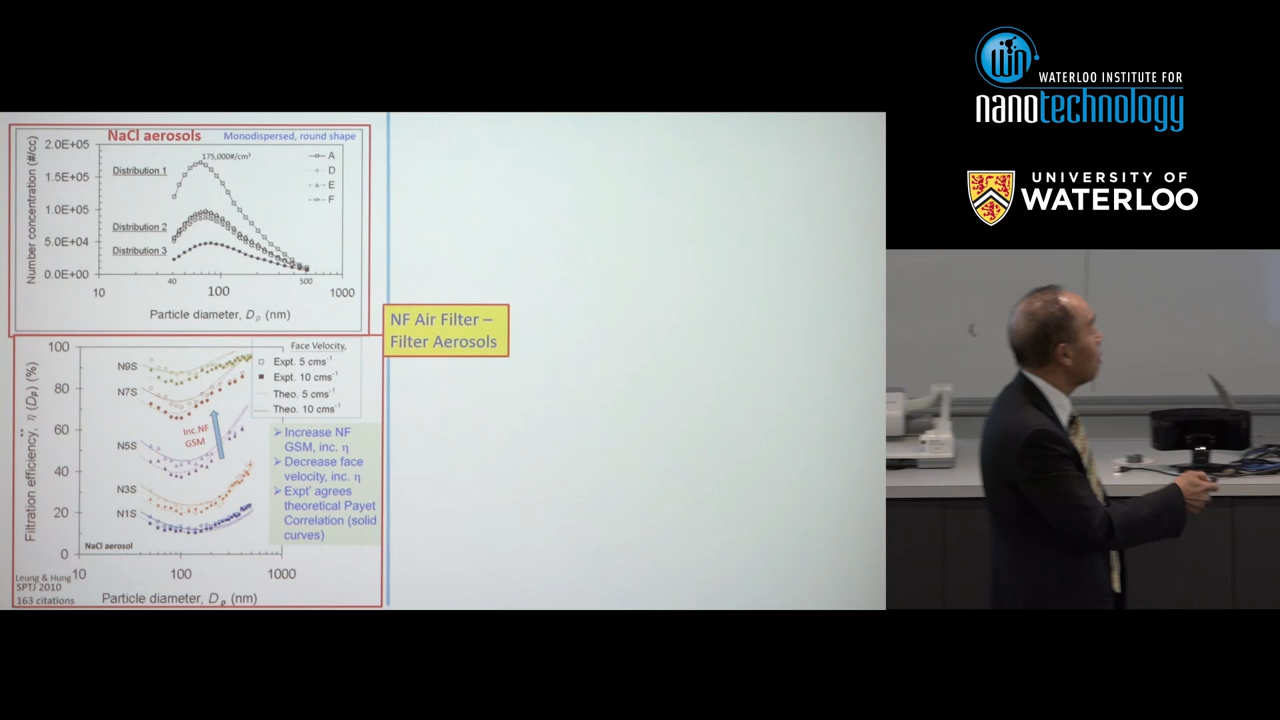 WATERLOO INSTITUTE FOR
nanotechnology
UNIVERSITY OF
WATERLOO
NaCl aerosols
Monodispersed, round shape
Number concentration (#/cc)
2.0E+05
1.5E+05
1.0E+05
5.0E+04
0.0E+00
Distribution 1
Distribution 2
Distribution 3
175,000#/cm³
A
D
E
F
40
500
10
100
1000
Particle diameter, Dp (nm)
NF Air Filter –
Filter Aerosols
Filtration efficiency, η (Dp) (%)
100
80
60
40
20
0
N9S
N7S
N5S
N3S
N1S
Inc.NF
GSM
Face Velocity,
Expt. 5 cms⁻¹
Expt. 10 cms⁻¹
Theo. 5 cms⁻¹
Theo. 10 cms⁻¹
➢ Increase NF
GSM, inc. η
➢ Decrease face
velocity, inc. η
➢ Expt' agrees
theoretical Payet
Correlation (solid
curves)
NaCl aerosol
10
100
1000
Particle diameter, Dp (nm)
Leung & Hung
SPTJ 2010
163 citations